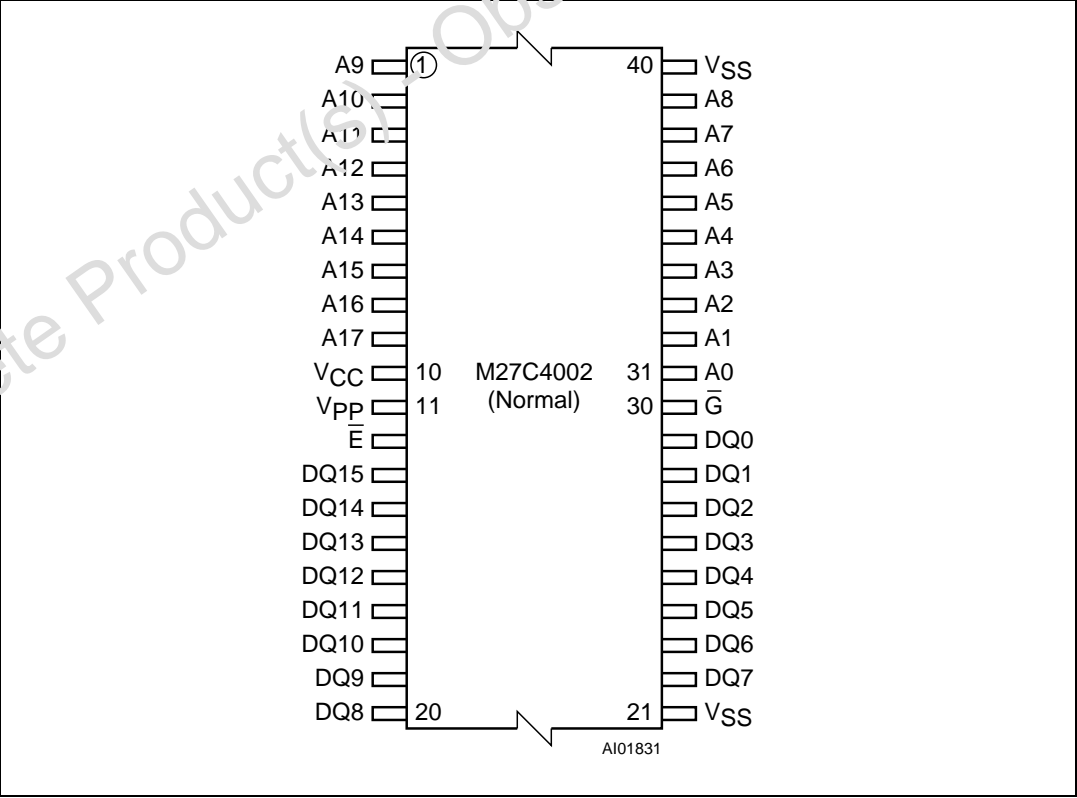 A9 1 40 VSS
A10 A8
A11 A7
A12 A6
A13 A5
A14 A4
A15 A3
A16 A2
A17 A1
VCC 10 M27C4002 31 A0
VPP 11 (Normal) 30 G̅
E̅ DQ0
DQ15 DQ1
DQ14 DQ2
DQ13 DQ3
DQ12 DQ4
DQ11 DQ5
DQ10 DQ6
DQ9 DQ7
DQ8 20 21 VSS
AI01831
Product(s) -